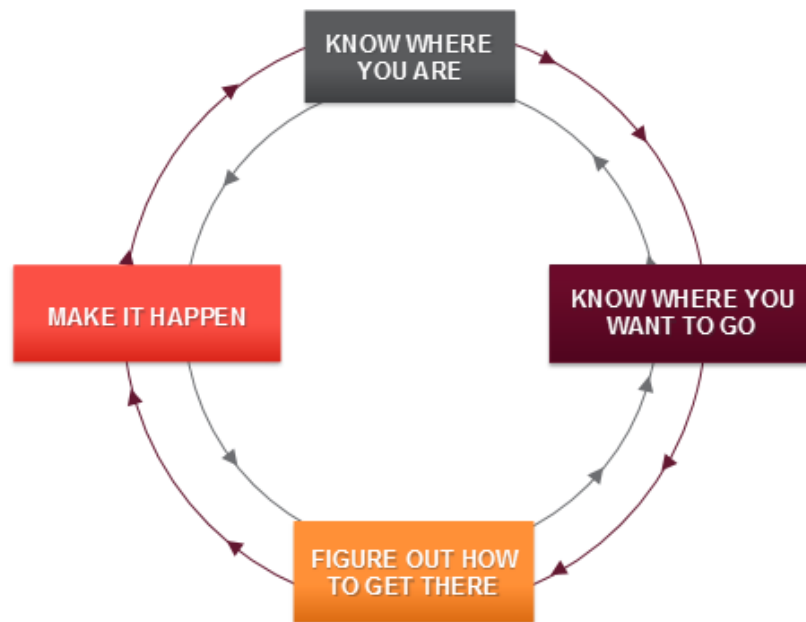 KNOW WHERE
YOU ARE
KNOW WHERE YOU
WANT TO GO
MAKE IT HAPPEN
FIGURE OUT HOW
TO GET THERE